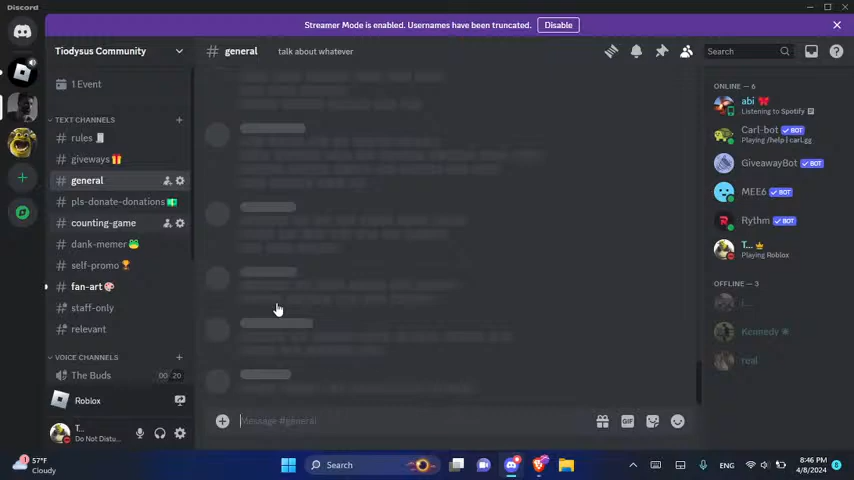 Discord
Streamer Mode is enabled. Usernames have been truncated.
Disable
Tiodysus Community
# general
talk about whatever
Search
1 Event
TEXT CHANNELS
# rules
# giveways
# general
# pls-donate-donations
# counting-game
# dank-memer
# self-promo
# fan-art
# staff-only
# relevant
VOICE CHANNELS
The Buds
00 20
Roblox
T...
Do Not Distu...
Message #general
GIF
ONLINE — 6
abi
Listening to Spotify
Carl-bot
BOT
Playing /help | carl.gg
GiveawayBot
BOT
MEE6
BOT
Rythm
BOT
T...
Playing Roblox
OFFLINE — 3
Kennedy
real
57°F
Cloudy
Search
ENG
8:46 PM
4/8/2024